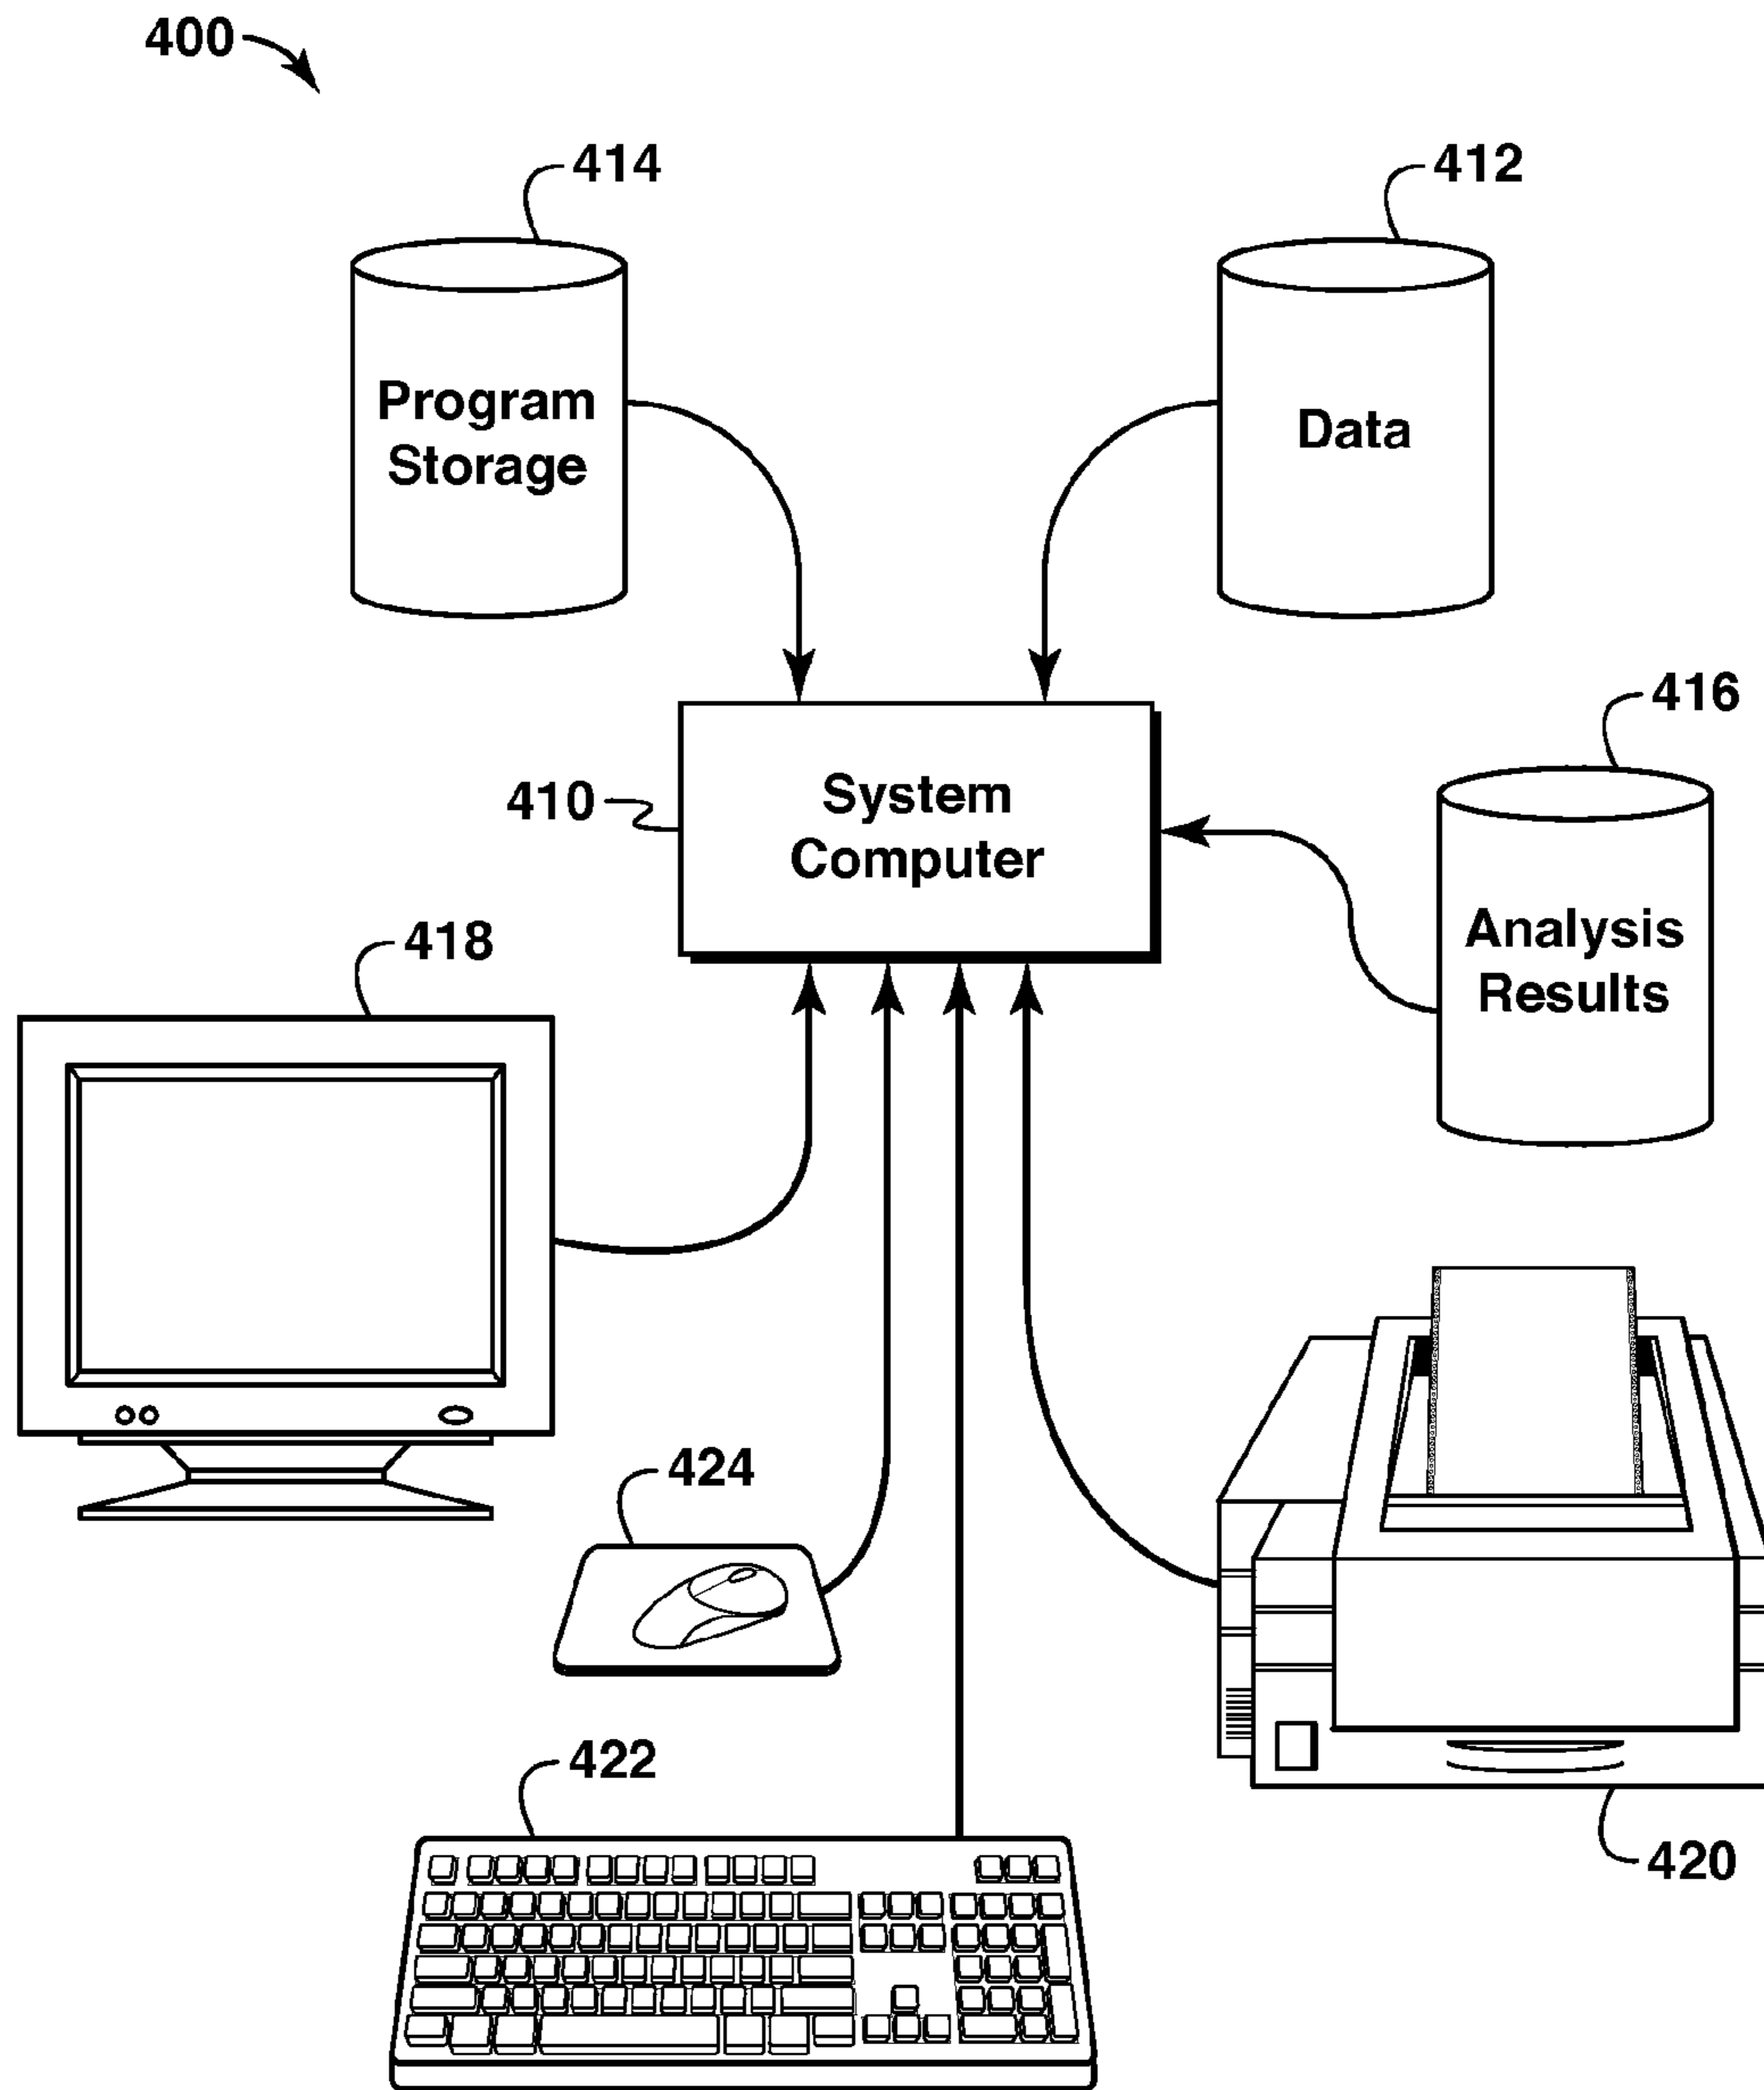 400
414
412
Program
Storage
Data
416
410
System
Computer
418
Analysis
Results
424
422
420